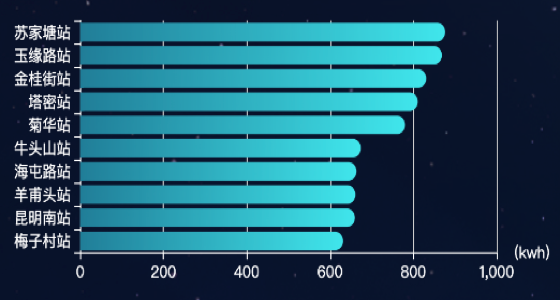 苏家塘站
玉缘路站
金桂街站
塔密站
菊华站
牛头山站
海屯路站
羊甫头站
昆明南站
梅子村站
0 200 400 600 800 1,000 (kwh)